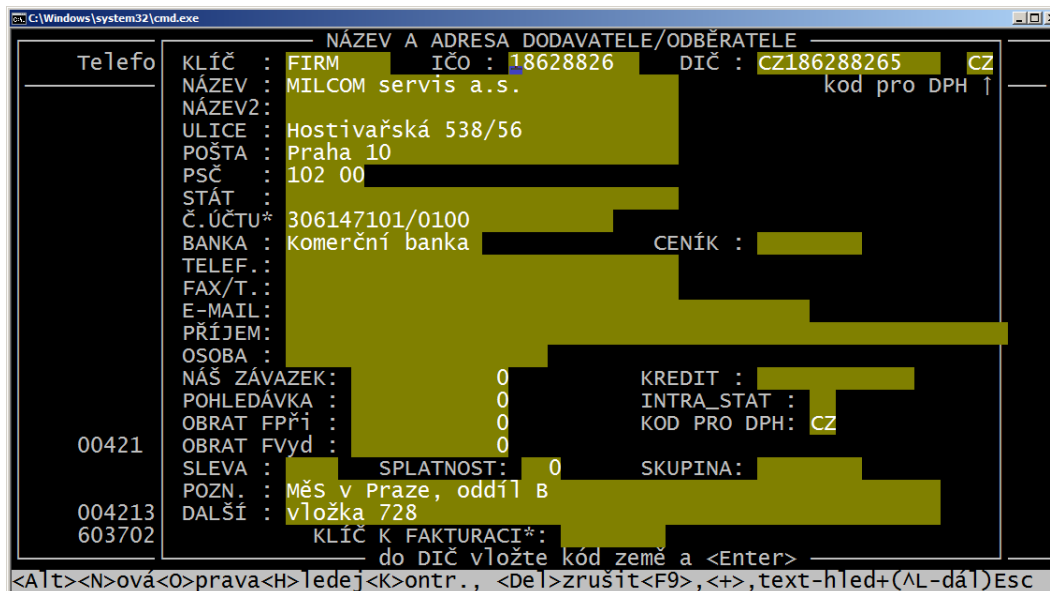 C:\Windows\system32\cmd.exe
NÁZEV A ADRESA DODAVATELE/ODBĚRATELE
Telefo KLÍČ : FIRM IČO : 18628826 DIČ : CZ186288265 CZ
NÁZEV : MILCOM servis a.s. kod pro DPH ↑
NÁZEV2:
ULICE : Hostivařská 538/56
POŠTA : Praha 10
PSČ : 102 00
STÁT :
Č.ÚČTU* 306147101/0100
BANKA : Komerční banka CENÍK :
TELEF.:
FAX/T.:
E-MAIL:
PŘÍJEM:
OSOBA :
NÁŠ ZÁVAZEK: 0 KREDIT :
POHLEDÁVKA : 0 INTRA_STAT :
OBRAT FPři : 0 KOD PRO DPH: CZ
00421 OBRAT FVyd : 0
SLEVA : SPLATNOST: 0 SKUPINA:
POZN. : MěS v Praze, oddíl B
004213 DALŠÍ : vložka 728
603702 KLÍČ K FAKTURACI*:
do DIČ vložte kód země a <Enter>
<Alt><N>ová<O>prava<H>ledej<K>ontr., <Del>zrušit<F9>,<+>,text-hled+(^L-dál)Esc